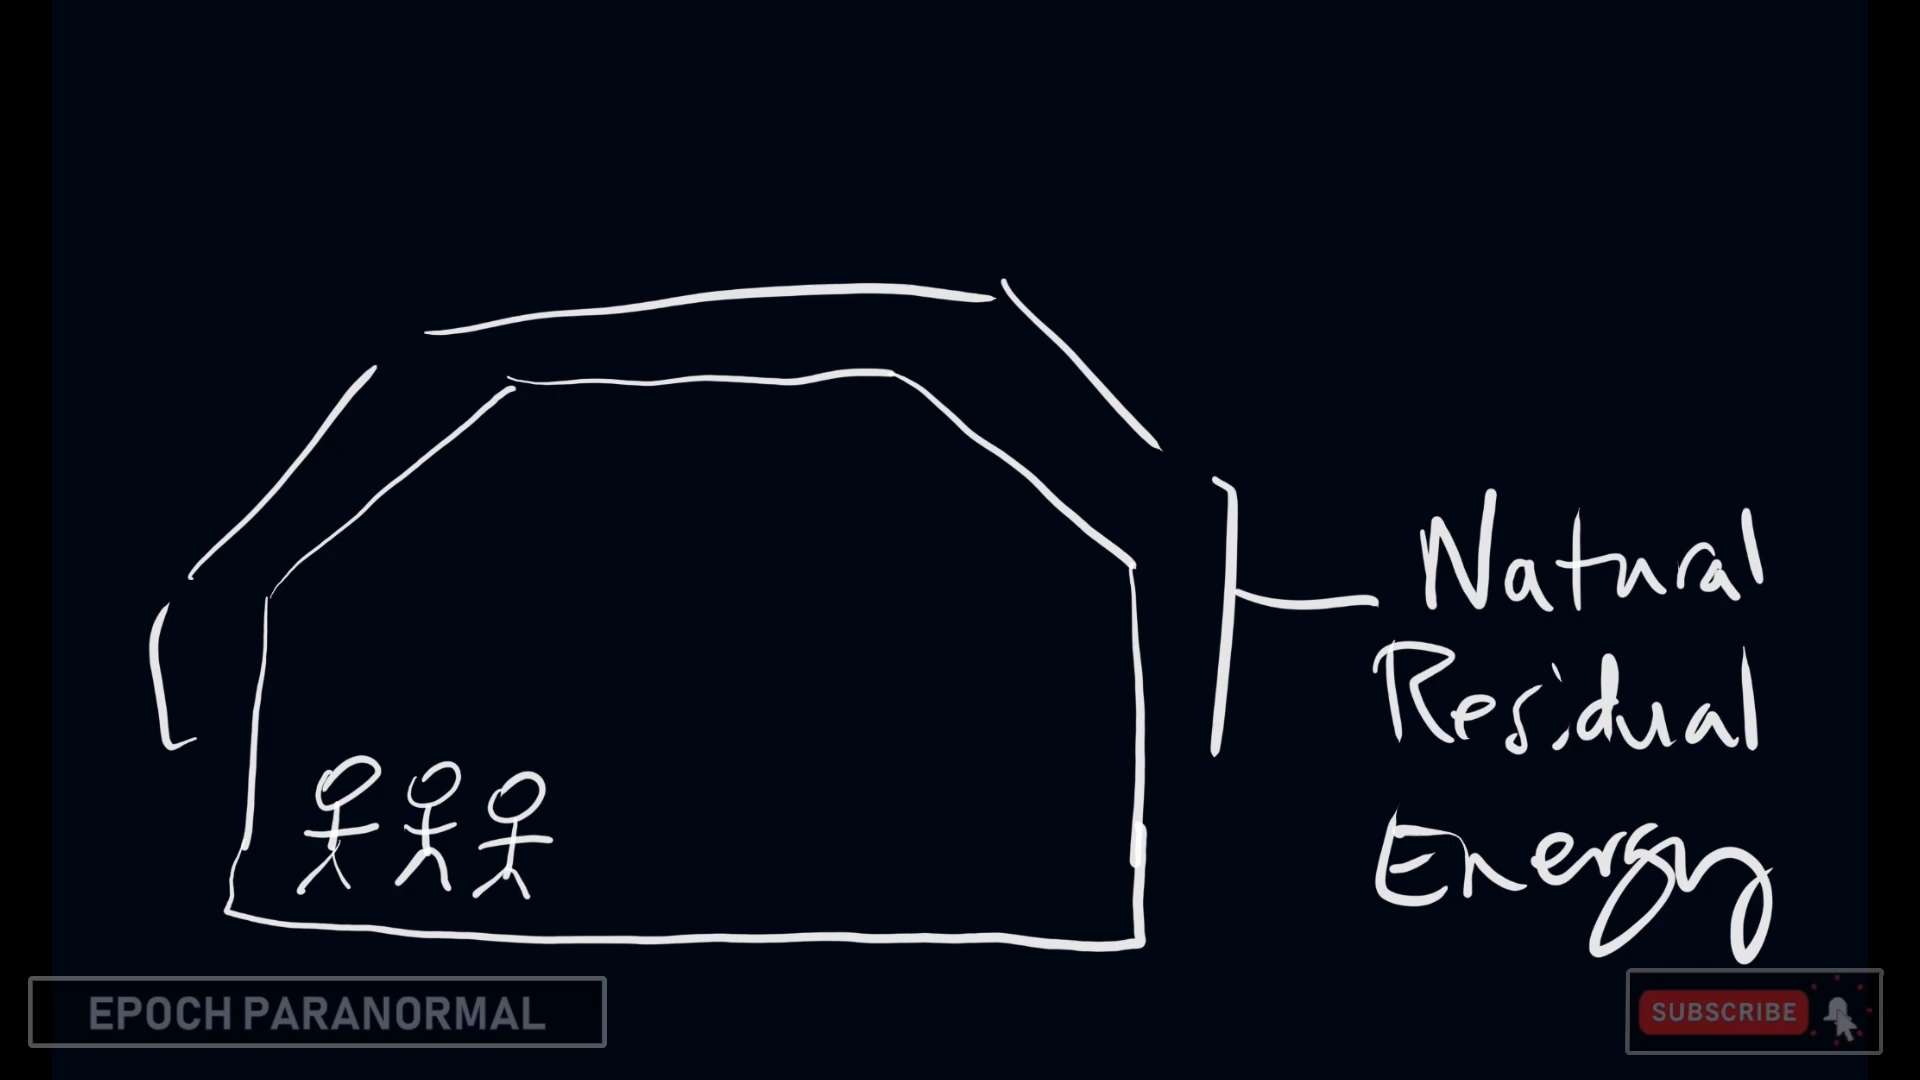 Natural
Residual
Energy
EPOCH PARANORMAL
SUBSCRIBE